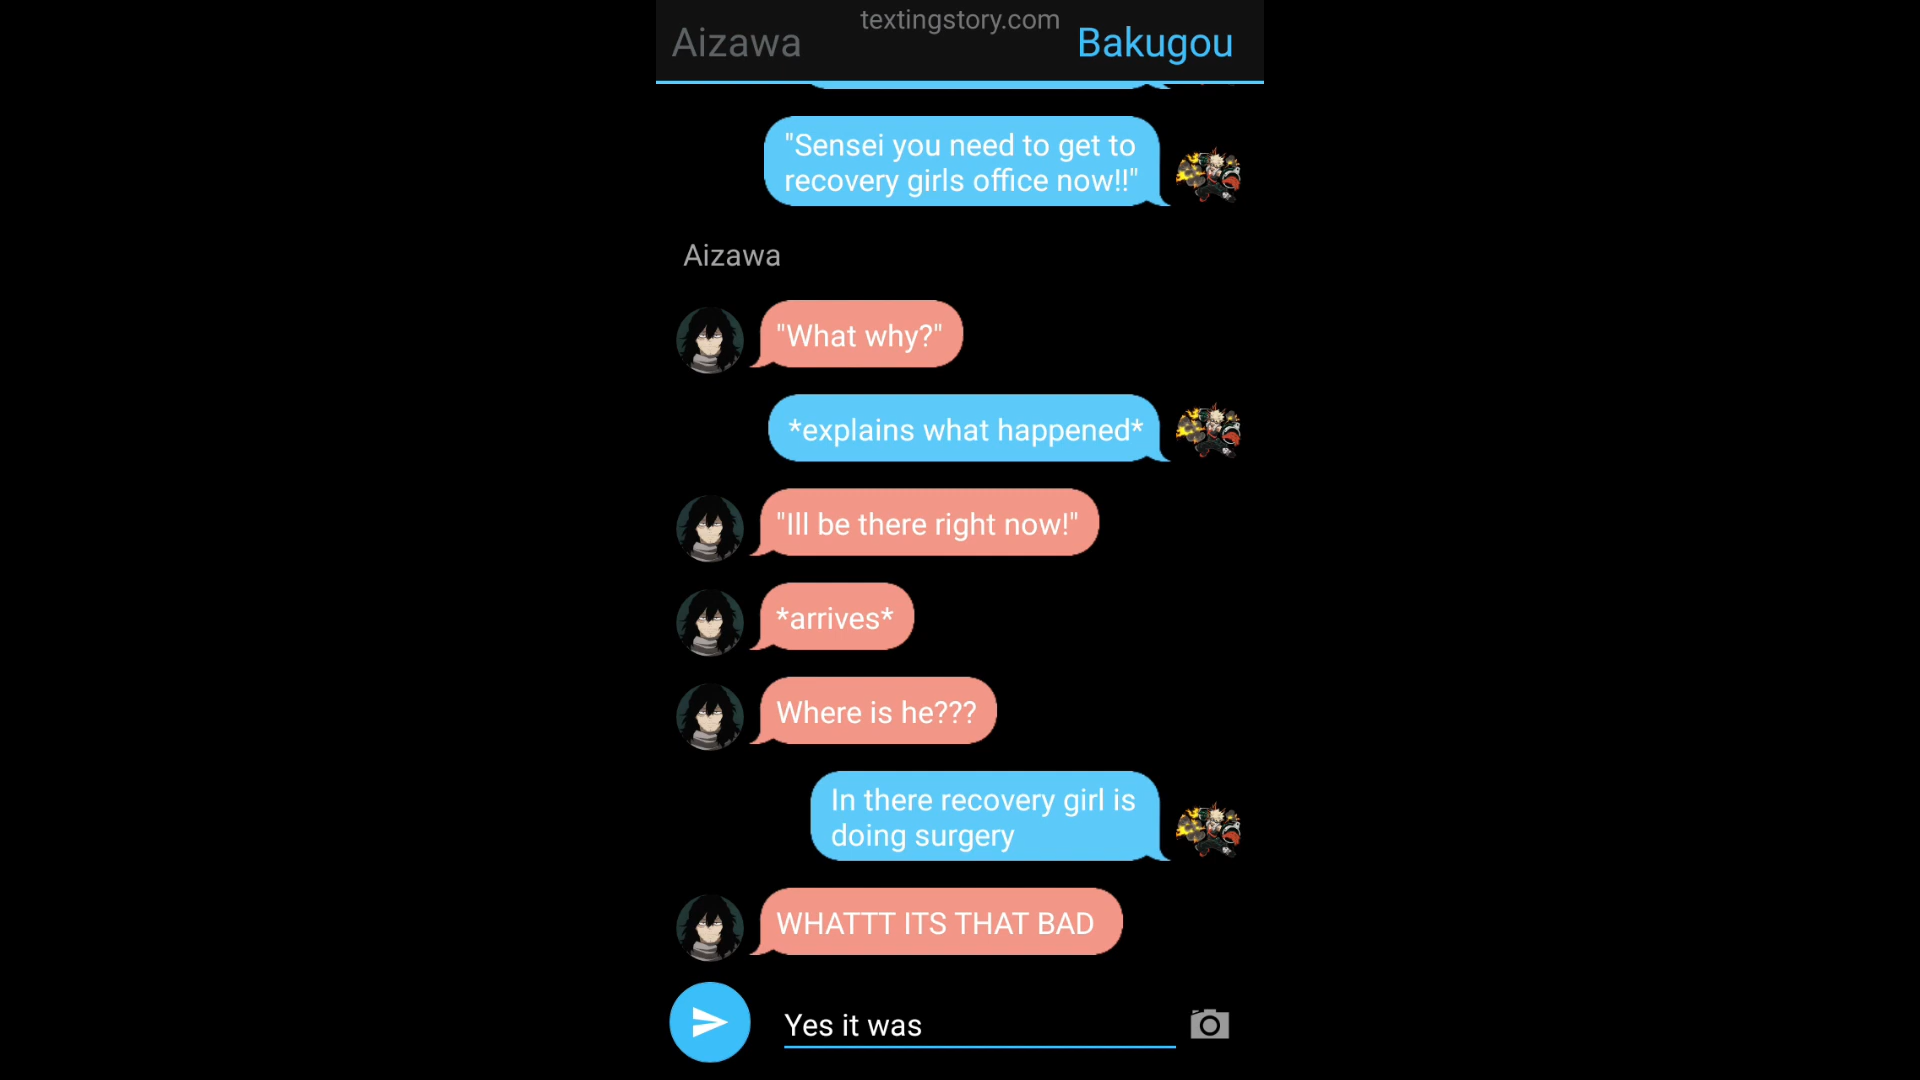 textingstory.com
Aizawa
Bakugou
"Sensei you need to get to
recovery girls office now!!"
Aizawa
"What why?"
*explains what happened*
"Ill be there right now!"
*arrives*
Where is he???
In there recovery girl is
doing surgery
WHATTT ITS THAT BAD
Yes it was